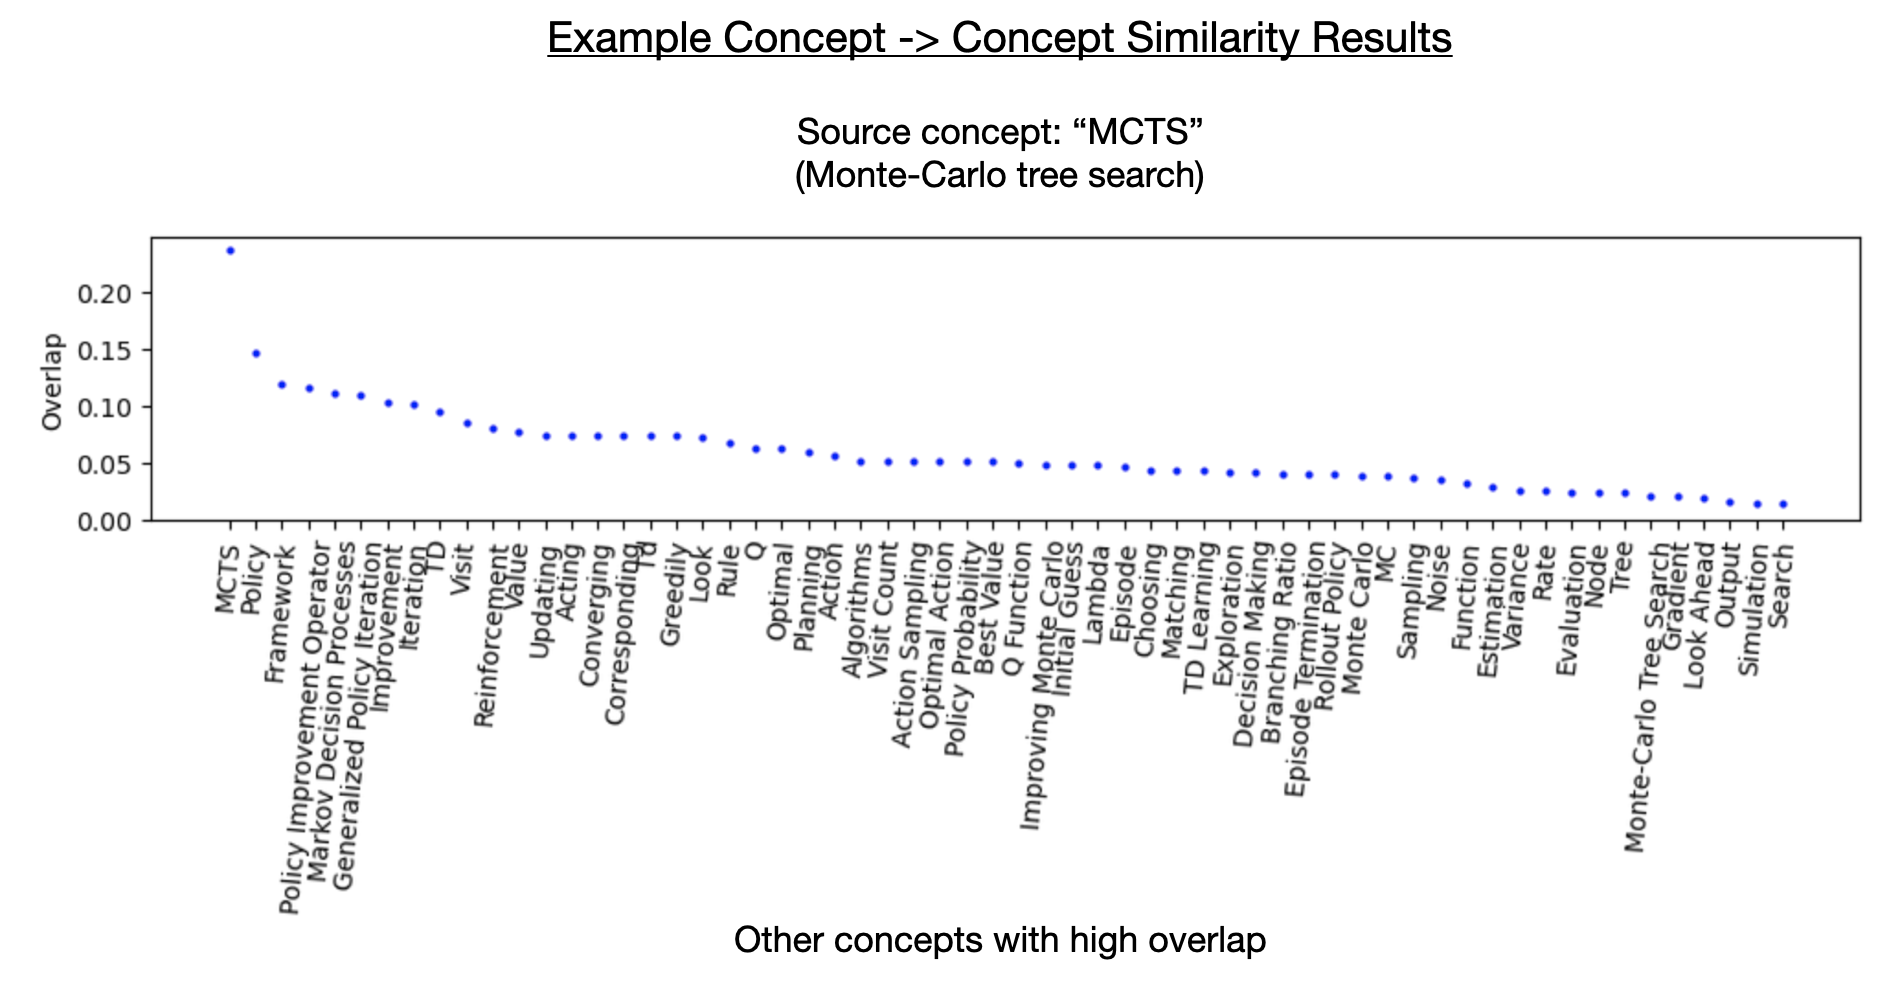 Example Concept -> Concept Similarity Results
Source concept: “MCTS”
(Monte-Carlo tree search)
Overlap
0.20
0.15
0.10
0.05
0.00
MCTS
Policy
Framework
Policy Improvement Operator
Markov Decision Processes
Generalized Policy Iteration
Improvement
Iteration
TD
Visit
Reinforcement
Value
Updating
Acting
Converging
Corresponding
Td
Greedily
Look
Rule
Q
Optimal
Planning
Action
Algorithms
Visit Count
Action Sampling
Optimal Action
Policy Probability
Best Value
Q Function
Improving Monte Carlo
Initial Guess
Lambda
Episode
Choosing
Matching
TD Learning
Exploration
Decision Making
Branching Ratio
Episode Termination
Rollout Policy
Monte Carlo
MC
Sampling
Noise
Function
Estimation
Variance
Rate
Evaluation
Node
Tree
Monte-Carlo Tree Search
Gradient
Look Ahead
Output
Simulation
Search
Other concepts with high overlap